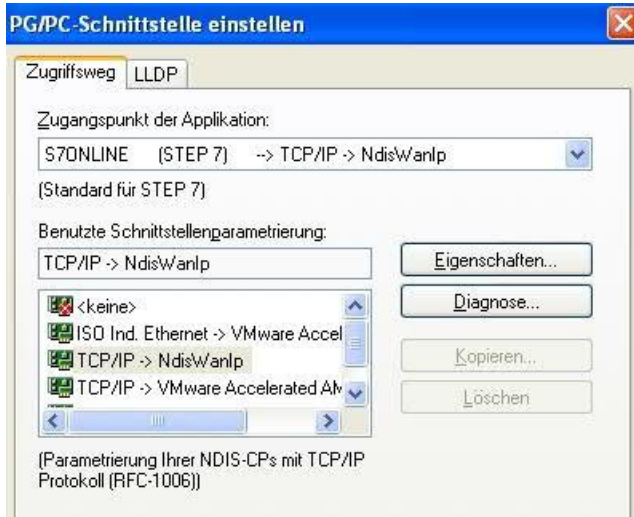 PG/PC-Schnittstelle einstellen
Zugriffsweg
LLDP
Zugangspunkt der Applikation:
S7ONLINE (STEP 7) --> TCP/IP -> NdisWanIp
(Standard für STEP 7)
Benutzte Schnittstellenparametrierung:
TCP/IP -> NdisWanIp
Eigenschaften...
<keine>
ISO Ind. Ethernet -> VMware Accel
TCP/IP -> NdisWanIp
TCP/IP -> VMware Accelerated AM
Diagnose...
Kopieren...
Löschen
(Parametrierung Ihrer NDIS-CPs mit TCP/IP
Protokoll (RFC-1006))